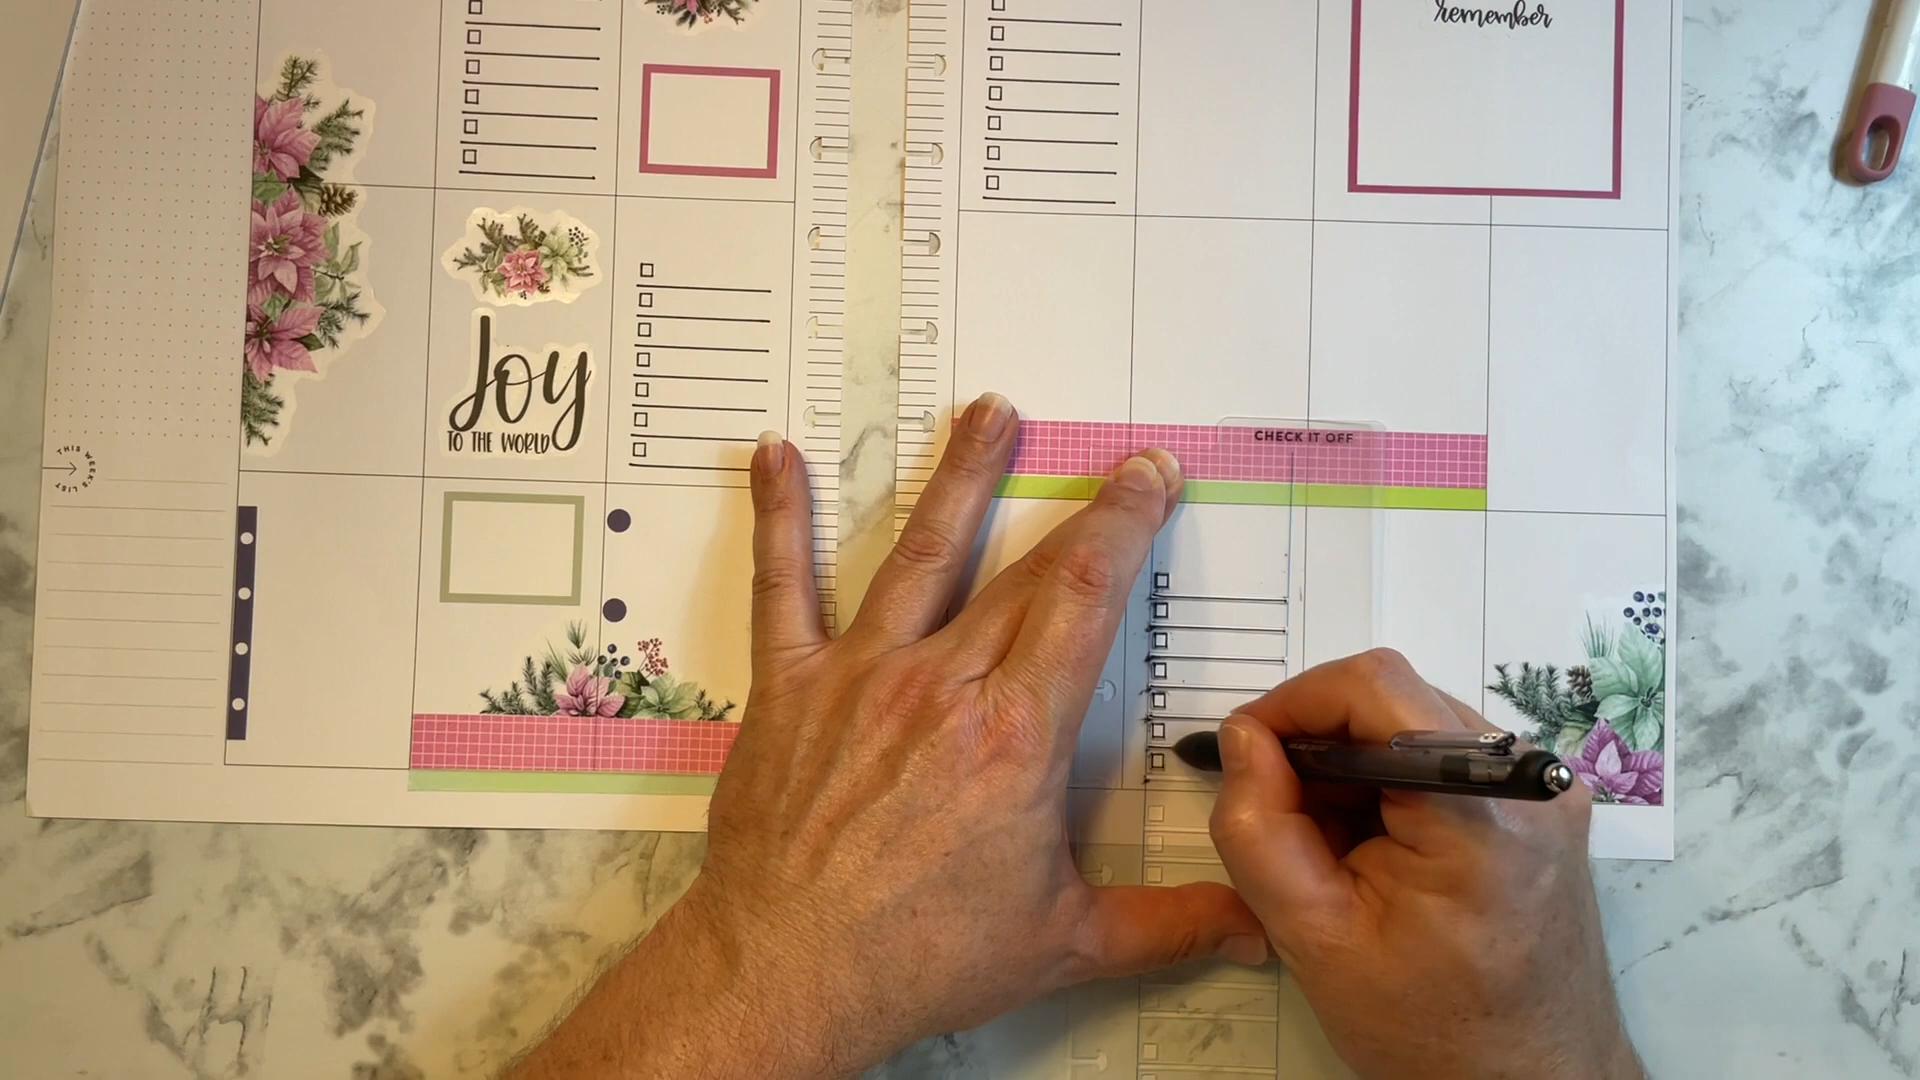 remember
Joy
TO THE WORLD
CHECK IT OFF
THIS WEEK'S LIST